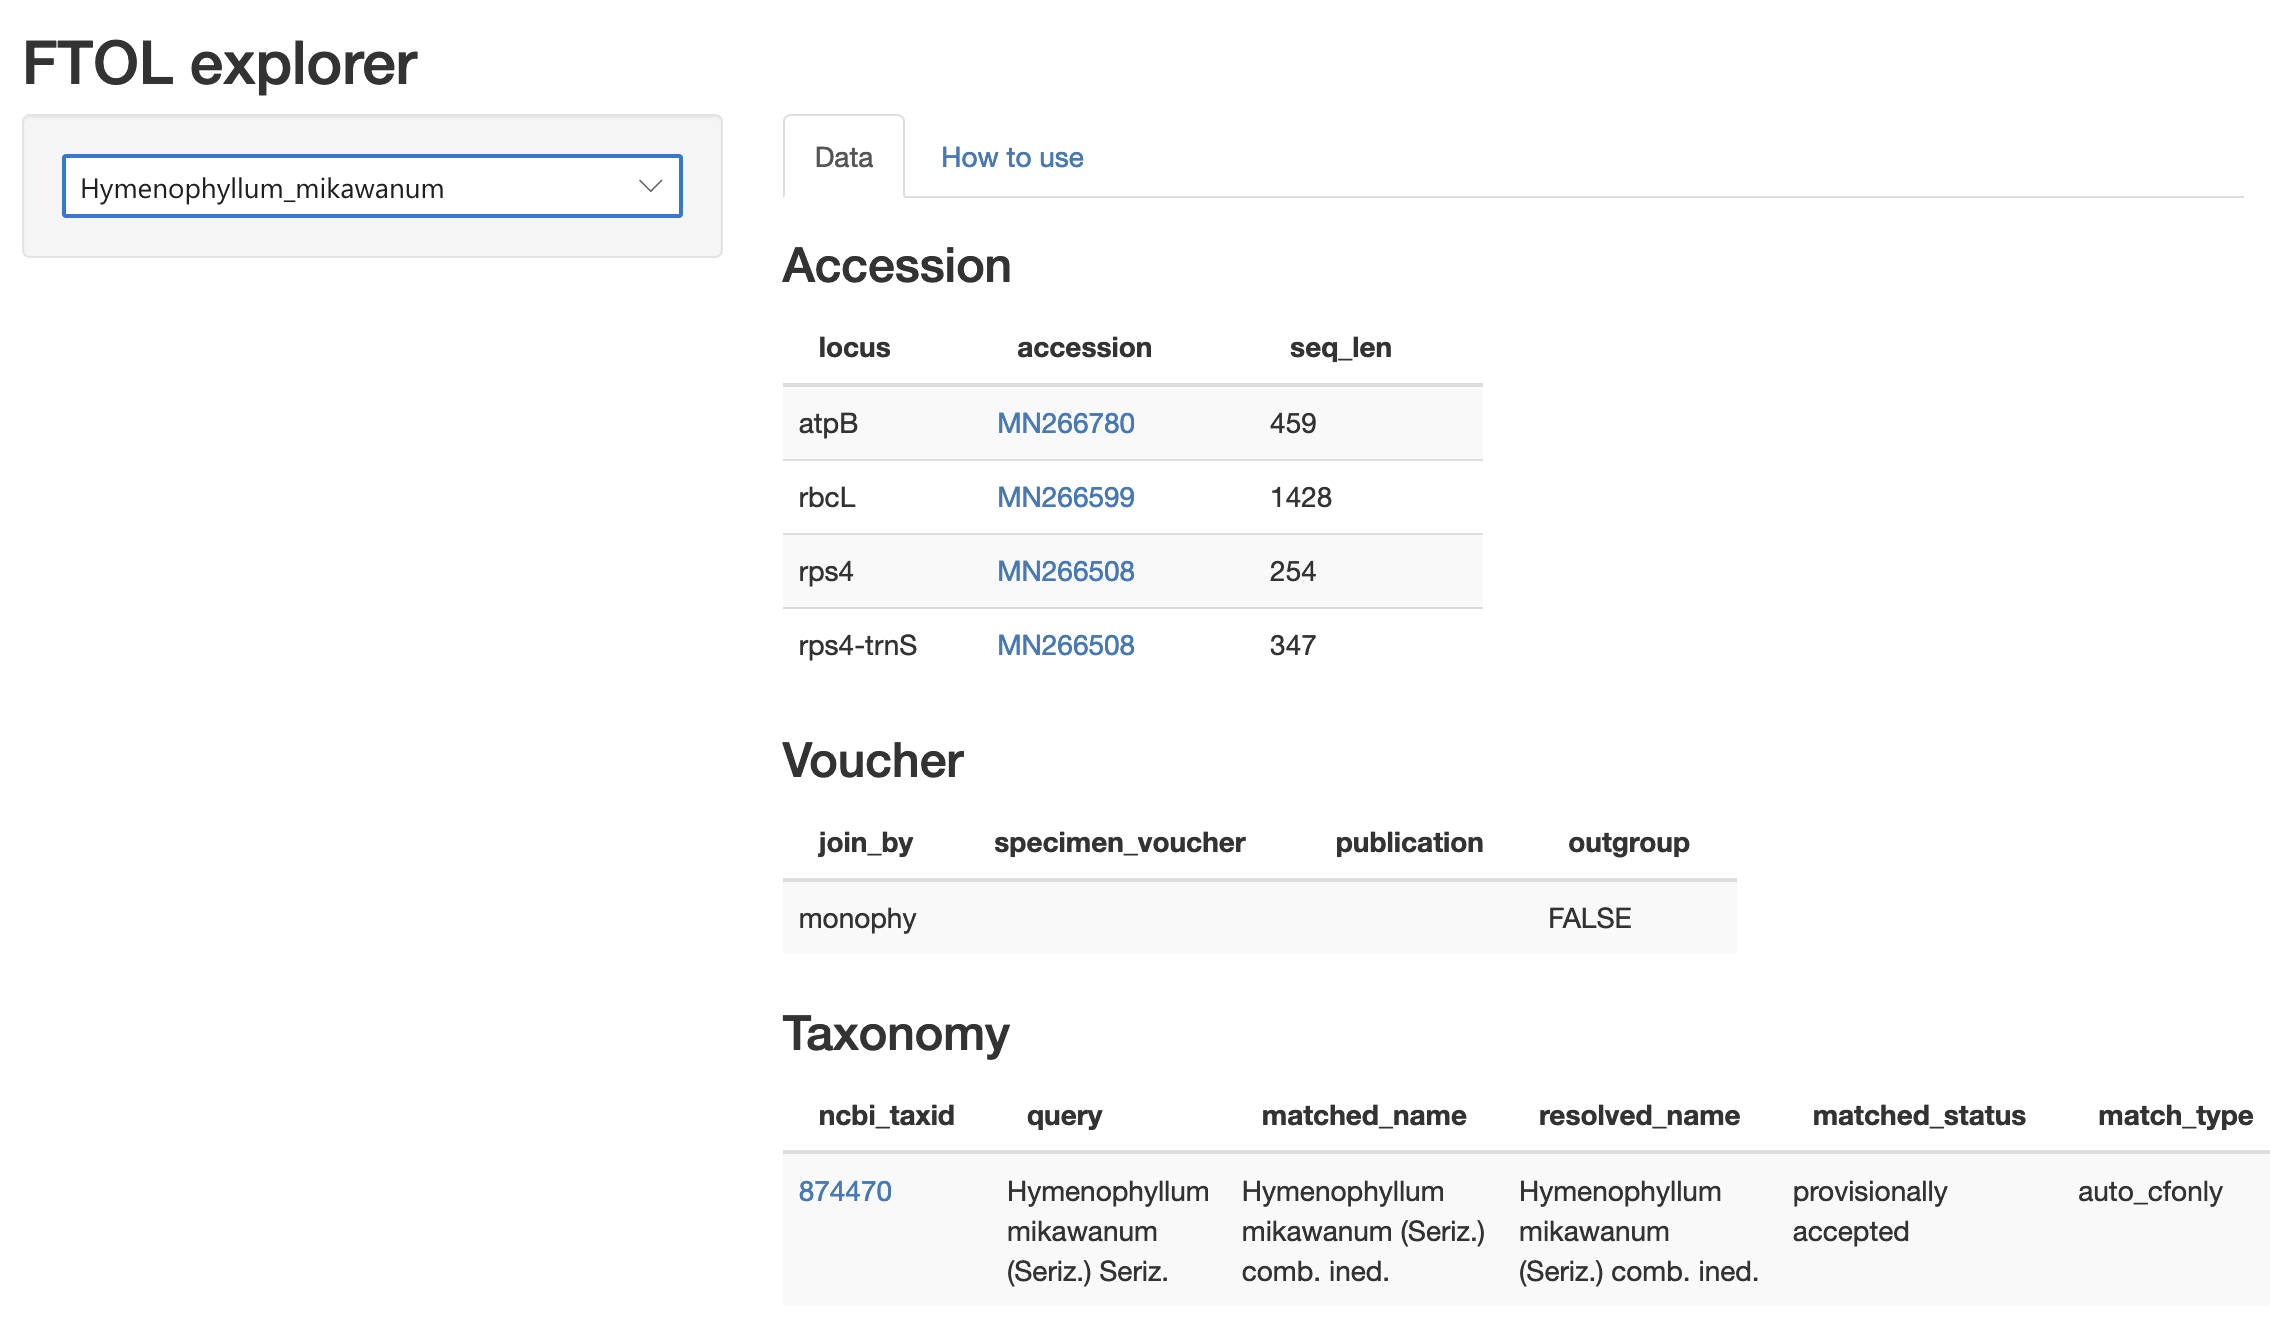 FTOL explorer
Hymenophyllum_mikawanum
Data How to use
Accession
locus accession seq_len
atpB MN266780 459
rbcL MN266599 1428
rps4 MN266508 254
rps4-trnS MN266508 347
Voucher
join_by specimen_voucher publication outgroup
monophy FALSE
Taxonomy
ncbi_taxid query matched_name resolved_name matched_status match_type
874470 Hymenophyllum Hymenophyllum Hymenophyllum provisionally auto_cfonly
mikawanum mikawanum (Seriz.) mikawanum accepted
(Seriz.) Seriz. comb. ined. (Seriz.) comb. ined.